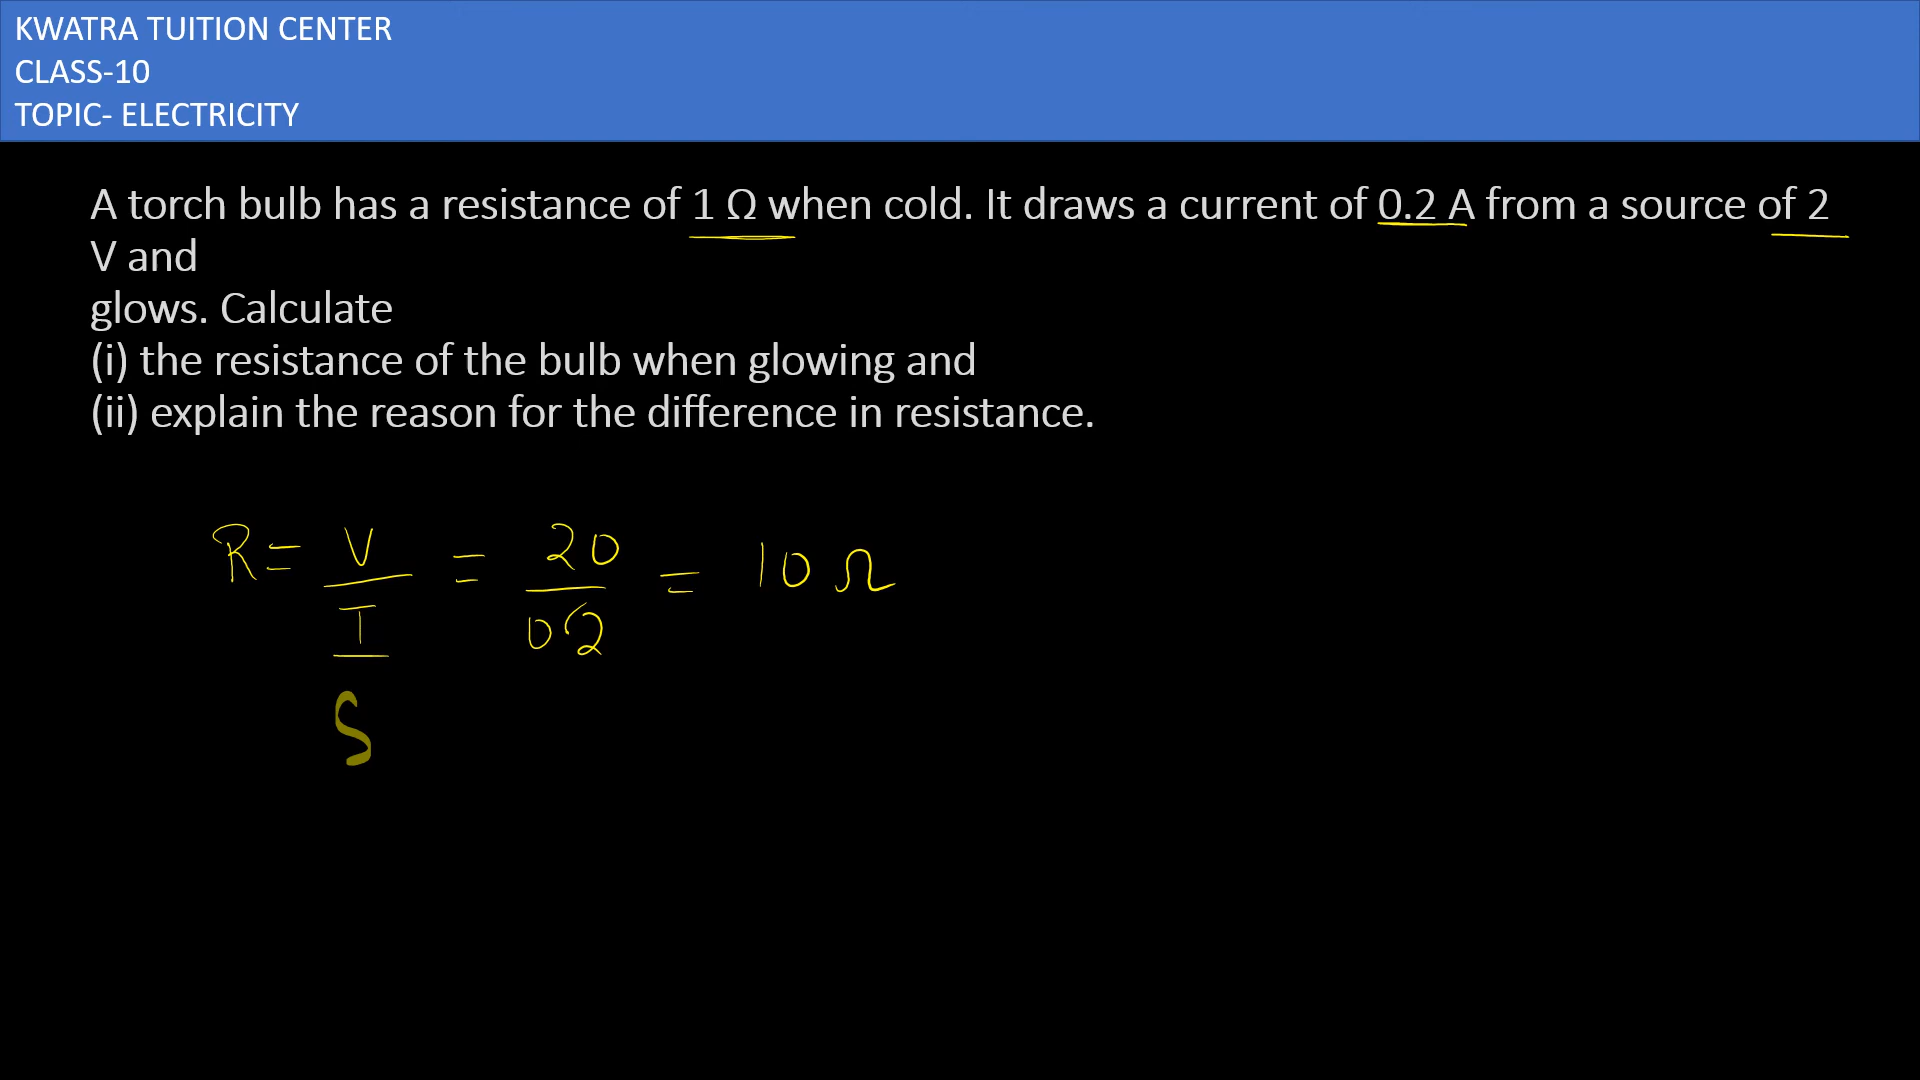 KWATRA TUITION CENTER
CLASS-10
TOPIC- ELECTRICITY
A torch bulb has a resistance of 1 Ω when cold. It draws a current of 0.2 A from a source of 2
V and
glows. Calculate
(i) the resistance of the bulb when glowing and
(ii) explain the reason for the difference in resistance.
R = V/I = 20/02 = 10 Ω
S